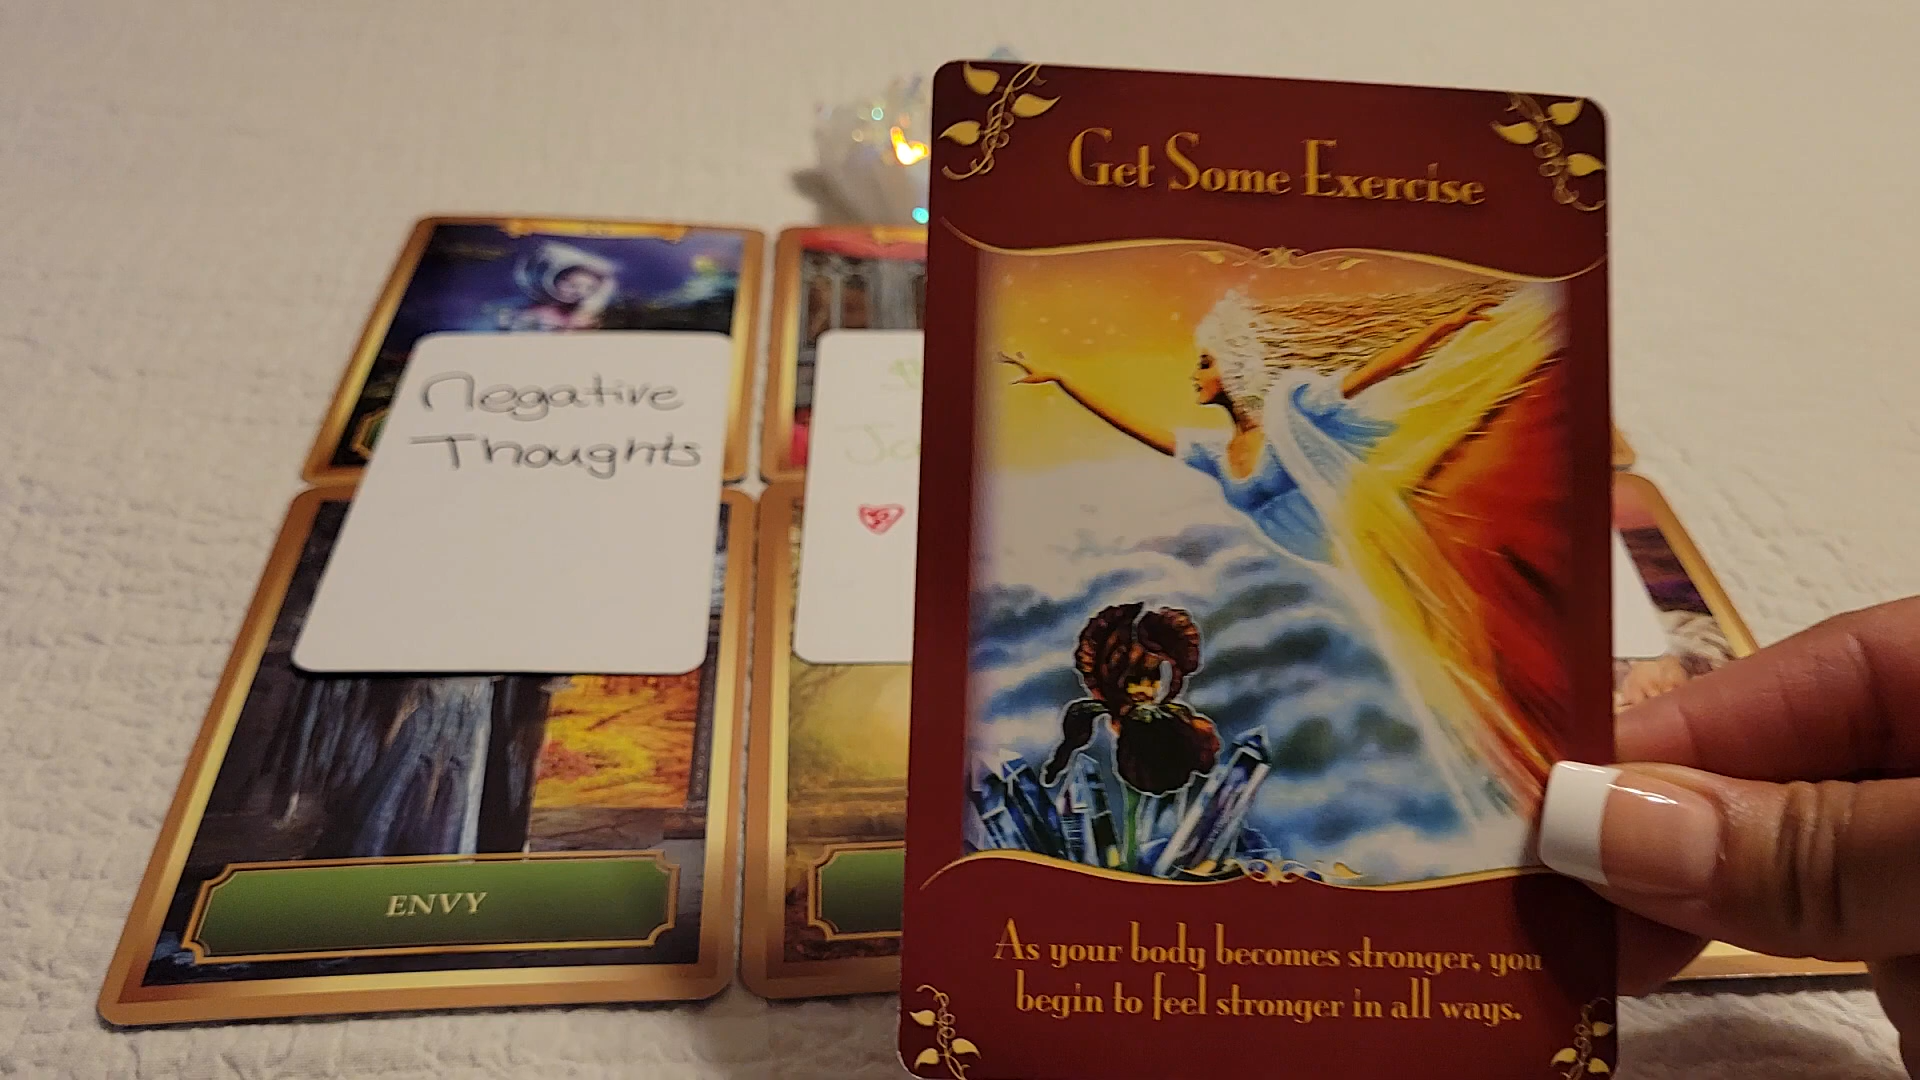 Get Some Exercise
Negative
Thoughts
ENVY
As your body becomes stronger, you
begin to feel stronger in all ways.